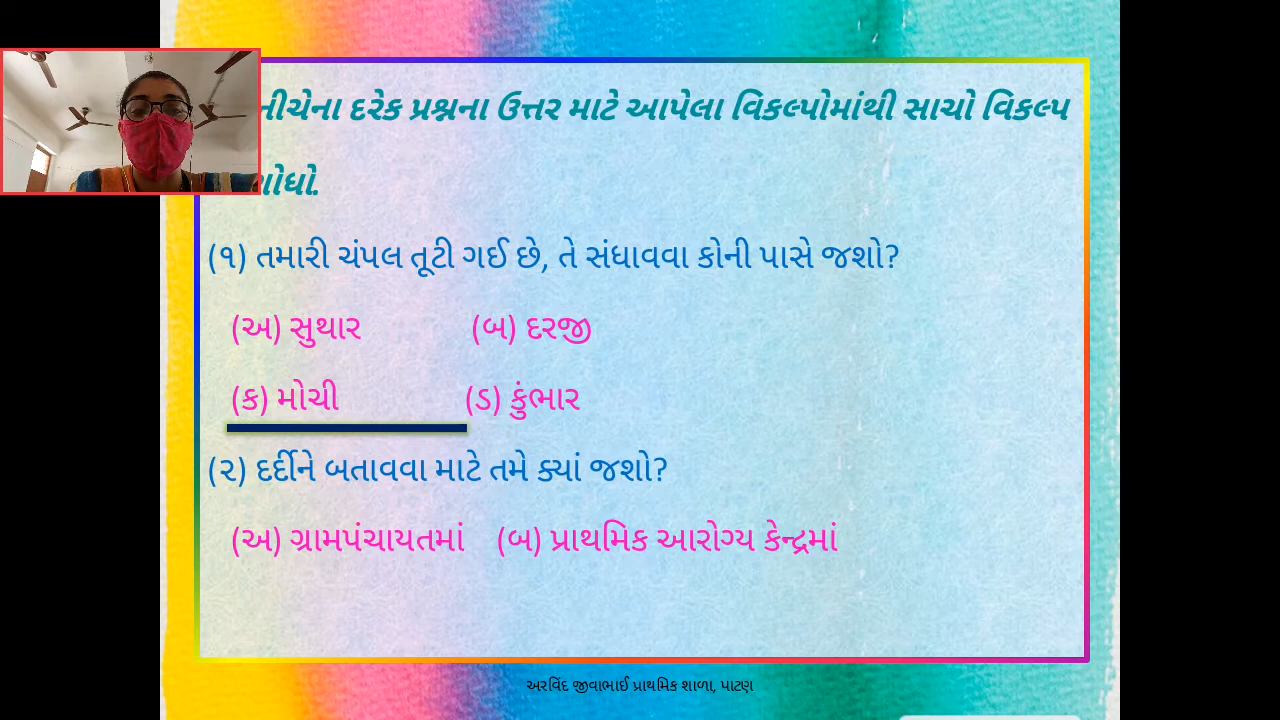 નીચેના દરેક પ્રશ્નના ઉત્તર માટે આપેલા વિકલ્પોમાંથી સાચો વિકલ્પ
શોધો.
(૧) તમારી ચંપલ તૂટી ગઈ છે, તે સંધાવવા કોની પાસે જશો?
(અ) સુથાર (બ) દરજી
(ક) મોચી (ડ) કુંભાર
(૨) દર્દીને બતાવવા માટે તમે ક્યાં જશો?
(અ) ગ્રામપંચાયતમાં (બ) પ્રાથમિક આરોગ્ય કેન્દ્રમાં
અરવિંદ જીવાભાઈ પ્રાથમિક શાળા, પાટણ